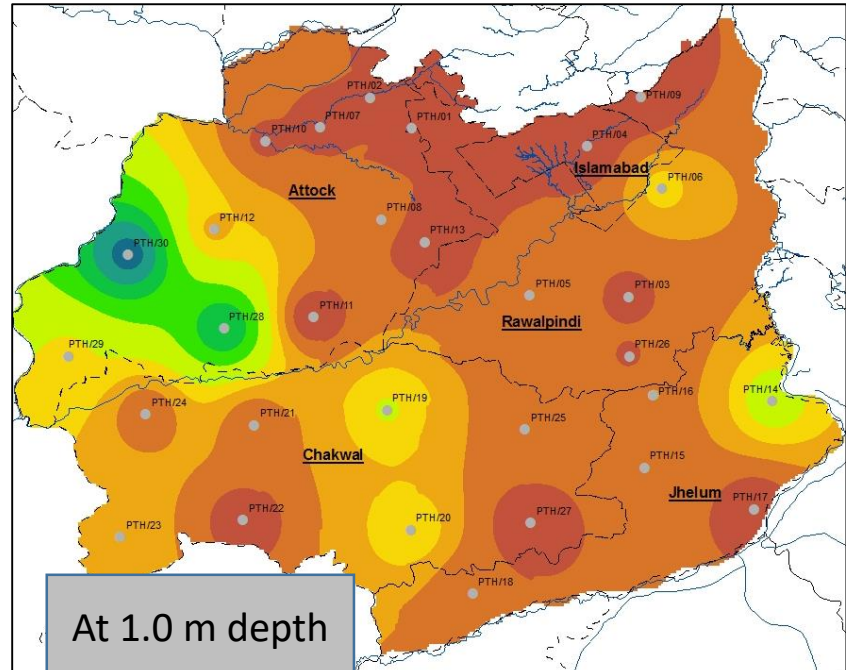 PTH/02
PTH/09
PTH/07
PTH/01
PTH/10
PTH/04
Islamabad
PTH/06
Attock
PTH/08
PTH/12
PTH/13
PTH/30
PTH/05
PTH/03
PTH/11
Rawalpindi
PTH/28
PTH/29
PTH/26
PTH/16
PTH/14
PTH/24
PTH/19
PTH/21
PTH/25
Chakwal
PTH/15
Jhelum
PTH/17
PTH/22
PTH/27
PTH/20
PTH/23
PTH/18
At 1.0 m depth